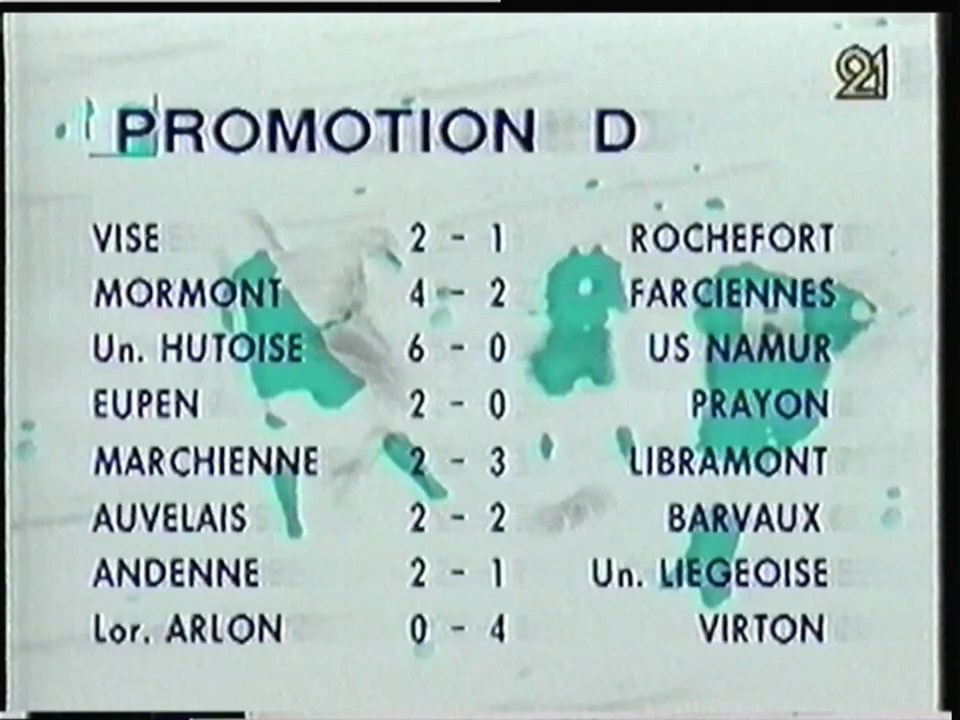 21
PROMOTION D
VISE 2 - 1 ROCHEFORT
MORMONT 4 - 2 FARCIENNES
Un. HUTOISE 6 - 0 US NAMUR
EUPEN 2 - 0 PRAYON
MARCHIENNE 2 - 3 LIBRAMONT
AUVELAIS 2 - 2 BARVAUX
ANDENNE 2 - 1 Un. LIEGEOISE
Lor. ARLON 0 - 4 VIRTON